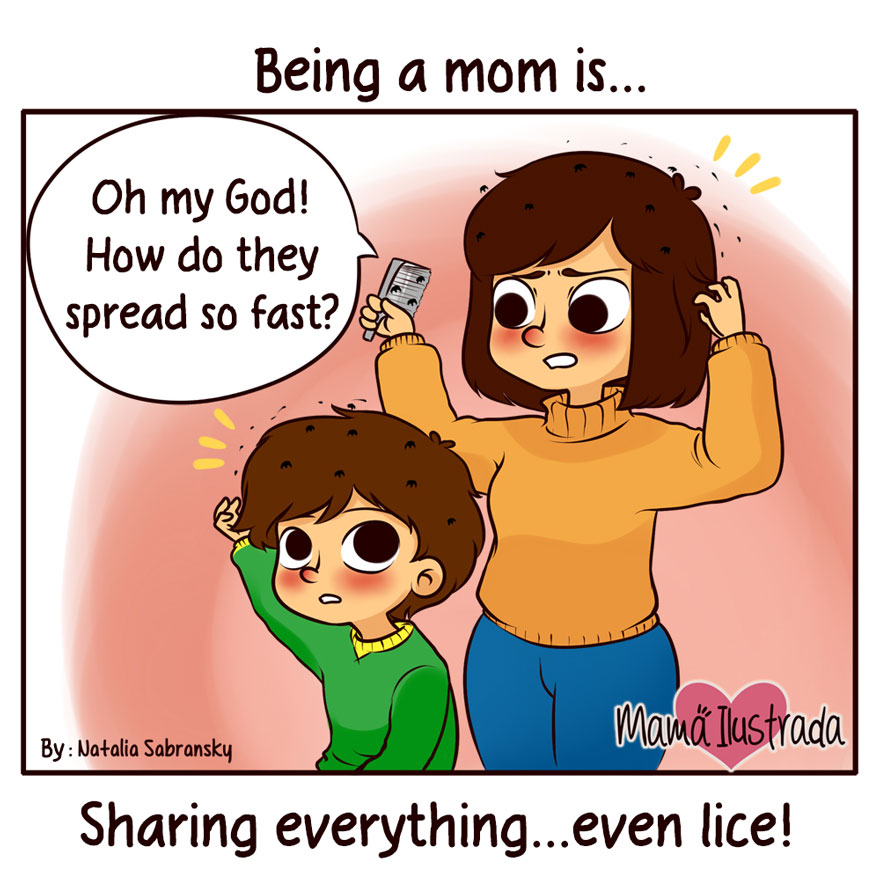 Being a mom is...
Oh my God!
How do they
spread so fast?
By : Natalia Sabransky
Mamá Ilustrada
Sharing everything...even lice!